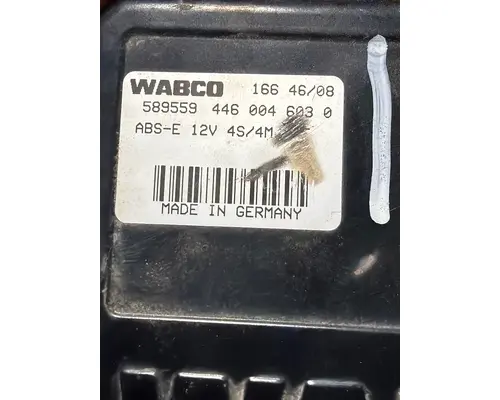 WABCO 166 46/08
589559 446 004 603 0
ABS-E 12V 4S/4M
MADE IN GERMANY